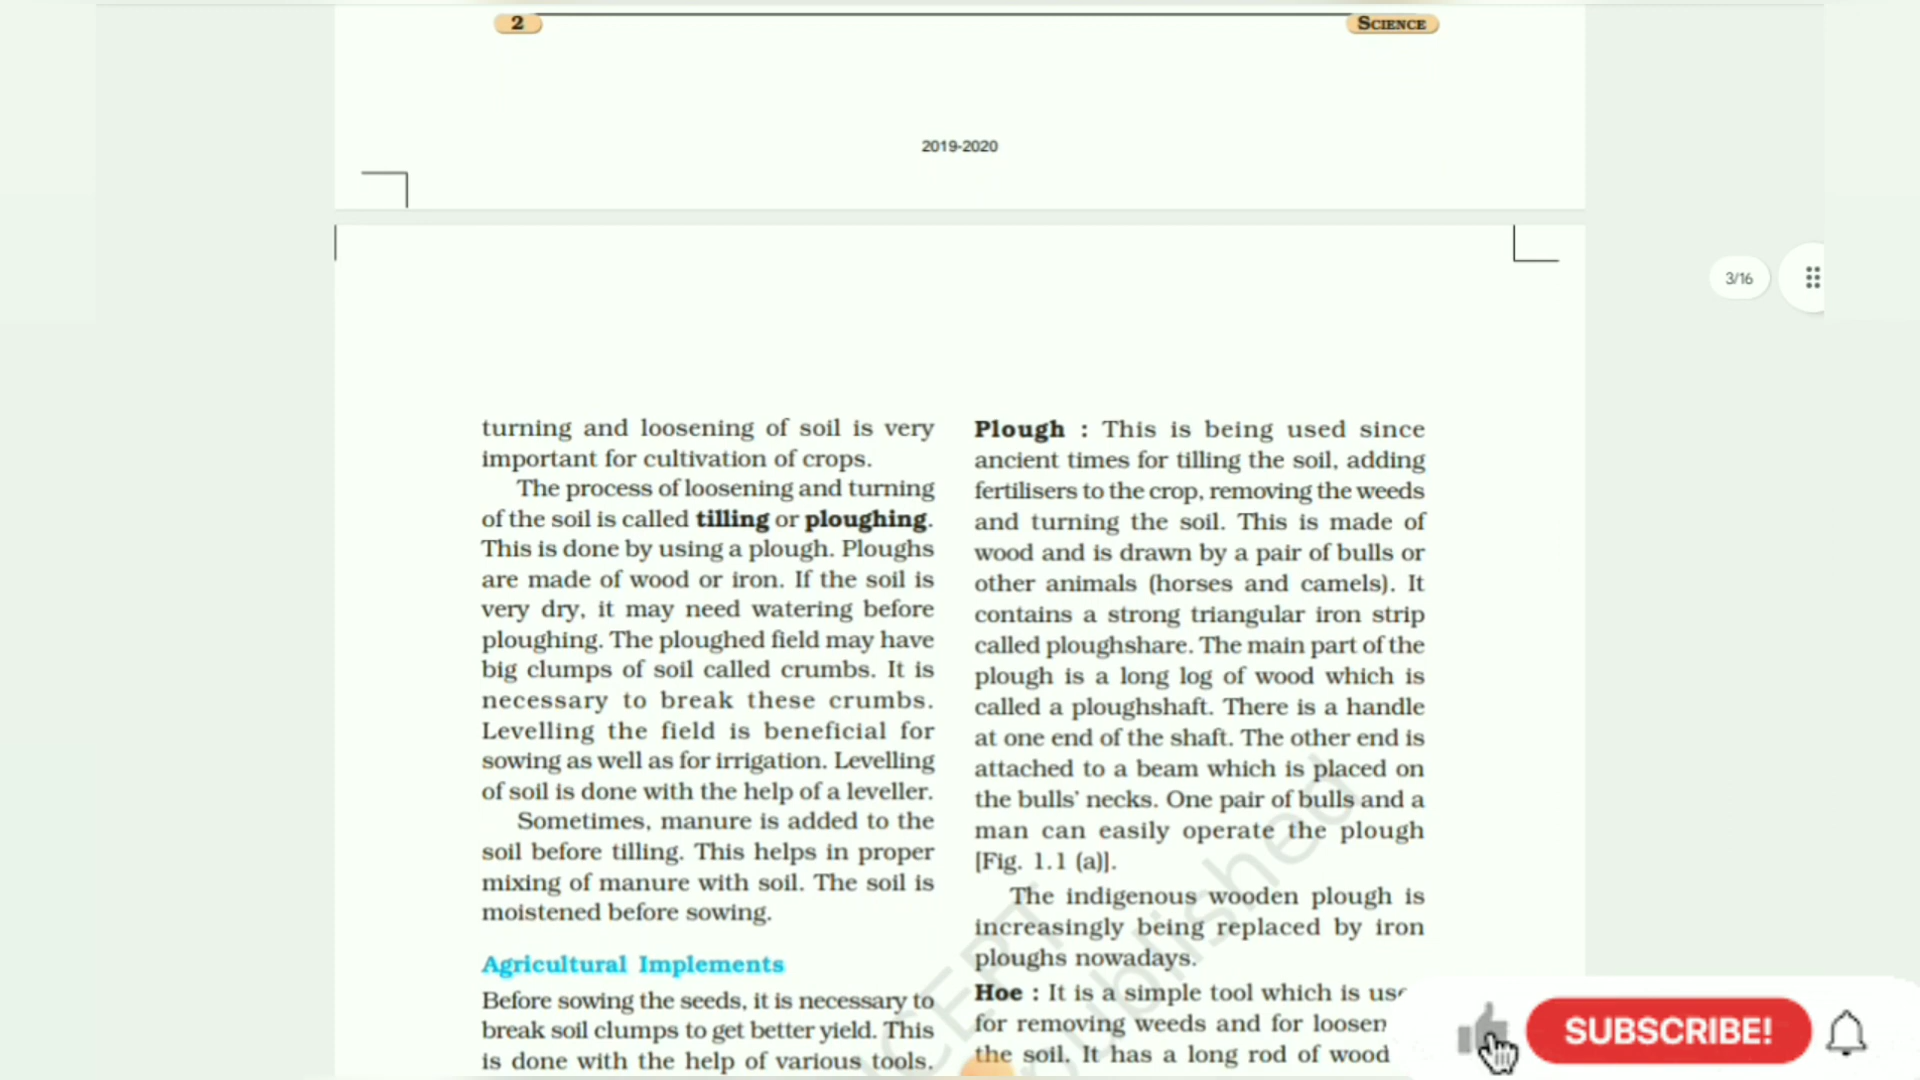 2
SCIENCE
2019-2020
3/16
turning and loosening of soil is very
important for cultivation of crops.
The process of loosening and turning
of the soil is called tilling or ploughing.
This is done by using a plough. Ploughs
are made of wood or iron. If the soil is
very dry, it may need watering before
ploughing. The ploughed field may have
big clumps of soil called crumbs. It is
necessary to break these crumbs.
Levelling the field is beneficial for
sowing as well as for irrigation. Levelling
of soil is done with the help of a leveller.
Sometimes, manure is added to the
soil before tilling. This helps in proper
mixing of manure with soil. The soil is
moistened before sowing.
Agricultural Implements
Before sowing the seeds, it is necessary to
break soil clumps to get better yield. This
is done with the help of various tools.
Plough : This is being used since
ancient times for tilling the soil, adding
fertilisers to the crop, removing the weeds
and turning the soil. This is made of
wood and is drawn by a pair of bulls or
other animals (horses and camels). It
contains a strong triangular iron strip
called ploughshare. The main part of the
plough is a long log of wood which is
called a ploughshaft. There is a handle
at one end of the shaft. The other end is
attached to a beam which is placed on
the bulls' necks. One pair of bulls and a
man can easily operate the plough
[Fig. 1.1 (a)].
The indigenous wooden plough is
increasingly being replaced by iron
ploughs nowadays.
Hoe : It is a simple tool which is
for removing weeds and for
the soil. It has a long rod of wood
published
SUBSCRIBE!